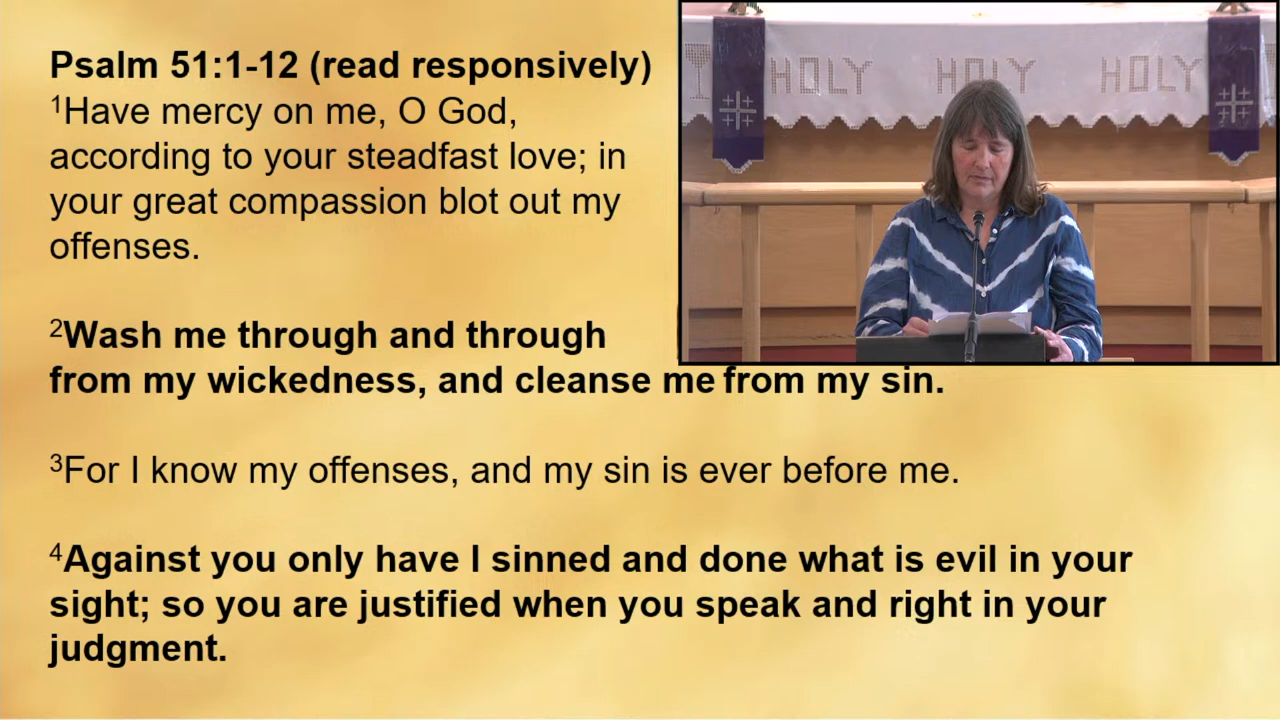 Psalm 51:1-12 (read responsively)
¹Have mercy on me, O God,
according to your steadfast love; in
your great compassion blot out my
offenses.
²Wash me through and through
from my wickedness, and cleanse me from my sin.
³For I know my offenses, and my sin is ever before me.
⁴Against you only have I sinned and done what is evil in your
sight; so you are justified when you speak and right in your
judgment.
HOLY HOLY HOLY